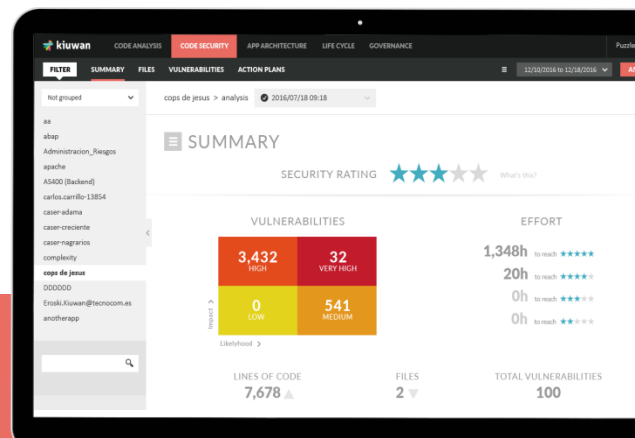 kiuwan CODE ANALYSIS CODE SECURITY APP ARCHITECTURE LIFE CYCLE GOVERNANCE
FILTER SUMMARY FILES VULNERABILITIES ACTION PLANS 12/10/2016 to 12/18/2016
Not grouped
cops de jesus > analysis 2016/07/18 09:18
aa
abap
Administracion_Riesgos
apache
AS400 (Backend)
carlos.carrillo-13854
caser-adama
caser-creciente
caser-nagrarios
complexity
cops de jesus
DDDDDD
Eroski.Kiuwan@tecnocom.es
anotherapp
SUMMARY
SECURITY RATING What's this?
VULNERABILITIES
3,432
HIGH
32
VERY HIGH
0
LOW
541
MEDIUM
Impact >
Likelyhood >
EFFORT
1,348h to reach
20h to reach
0h to reach
0h to reach
LINES OF CODE
7,678
FILES
2
TOTAL VULNERABILITIES
100